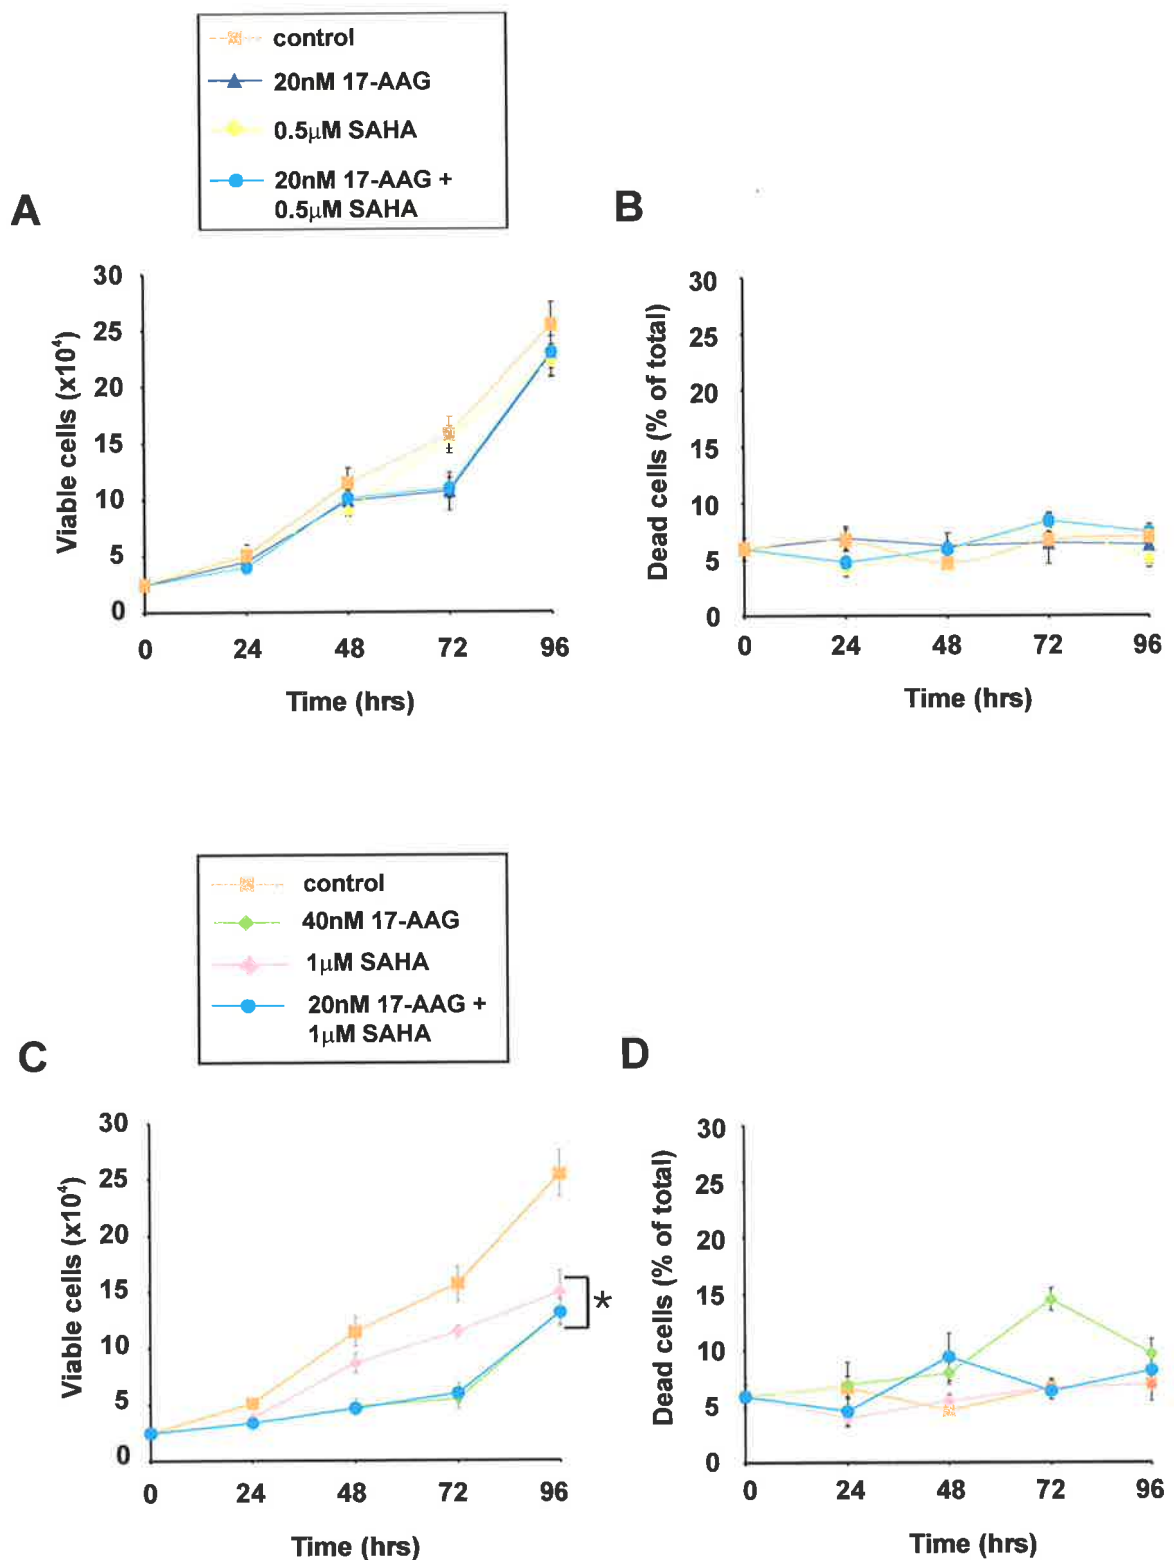 control
20nM 17-AAG
0.5µM SAHA
20nM 17-AAG +
0.5µM SAHA
A
B
30
25
20
15
10
5
0
Viable cells (x10⁴)
0 24 48 72 96
Time (hrs)
30
25
20
15
10
5
0
Dead cells (% of total)
0 24 48 72 96
Time (hrs)
control
40nM 17-AAG
1µM SAHA
20nM 17-AAG +
1µM SAHA
C
D
30
25
20
15
10
5
0
Viable cells (x10⁴)
*
0 24 48 72 96
Time (hrs)
30
25
20
15
10
5
0
Dead cells (% of total)
0 24 48 72 96
Time (hrs)